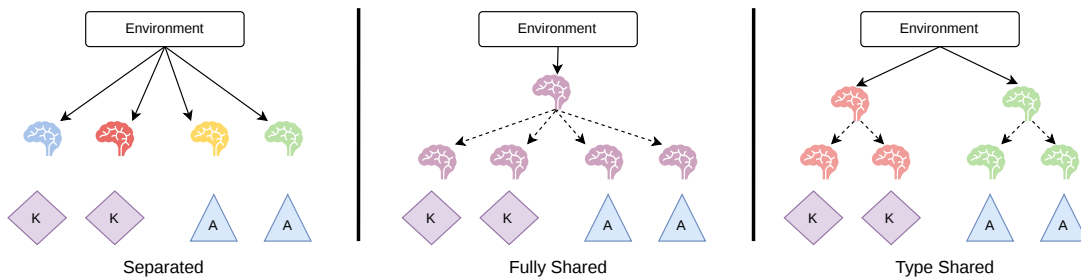 Environment
K
K
A
A
Separated
Environment
K
K
A
A
Fully Shared
Environment
K
K
A
A
Type Shared